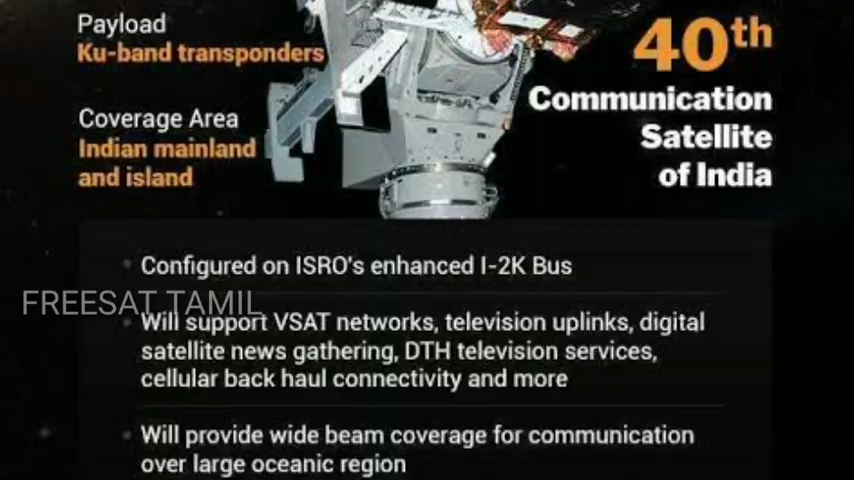 Payload
Ku-band transponders
Coverage Area
Indian mainland
and island
40th
Communication
Satellite
of India
Configured on ISRO's enhanced I-2K Bus
FREESAT TAMIL
Will support VSAT networks, television uplinks, digital
satellite news gathering, DTH television services,
cellular back haul connectivity and more
Will provide wide beam coverage for communication
over large oceanic region